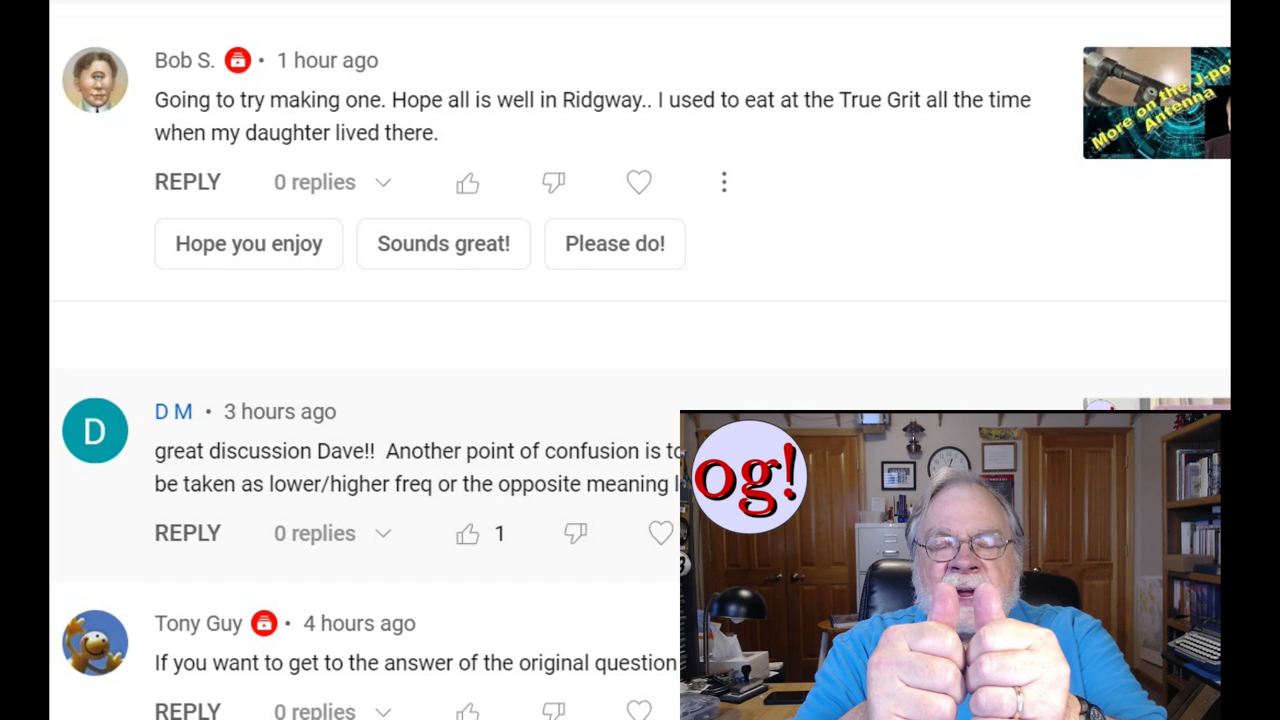 Bob S. • 1 hour ago
Going to try making one. Hope all is well in Ridgway.. I used to eat at the True Grit all the time
when my daughter lived there.
More on the J-po
Antenna
REPLY 0 replies
Hope you enjoy Sounds great! Please do!
D
D M • 3 hours ago
great discussion Dave!!  Another point of confusion is to
be taken as lower/higher freq or the opposite meaning l
REPLY 0 replies 1
og!
Tony Guy • 4 hours ago
If you want to get to the answer of the original question
REPLY 0 replies